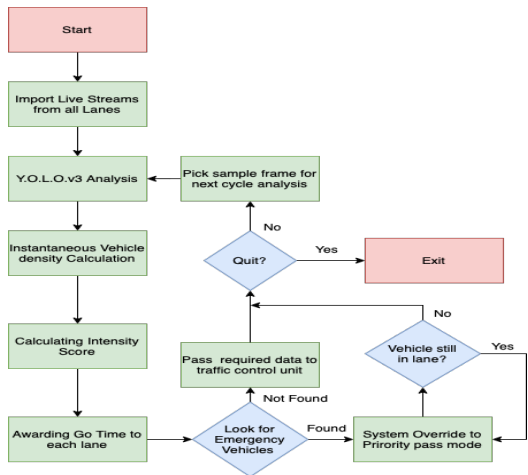 Start
Import Live Streams
from all Lanes
Y.O.L.O.v3 Analysis
Pick sample frame for
next cycle analysis
No
Instantaneous Vehicle
density Calculation
Quit?
Yes
Exit
No
Calculating Intensity
Score
Pass required data to
traffic control unit
Vehicle still
in lane?
Yes
Not Found
Awarding Go Time to
each lane
Look for
Emergency
Vehicles
Found
System Override to
Prirority pass mode